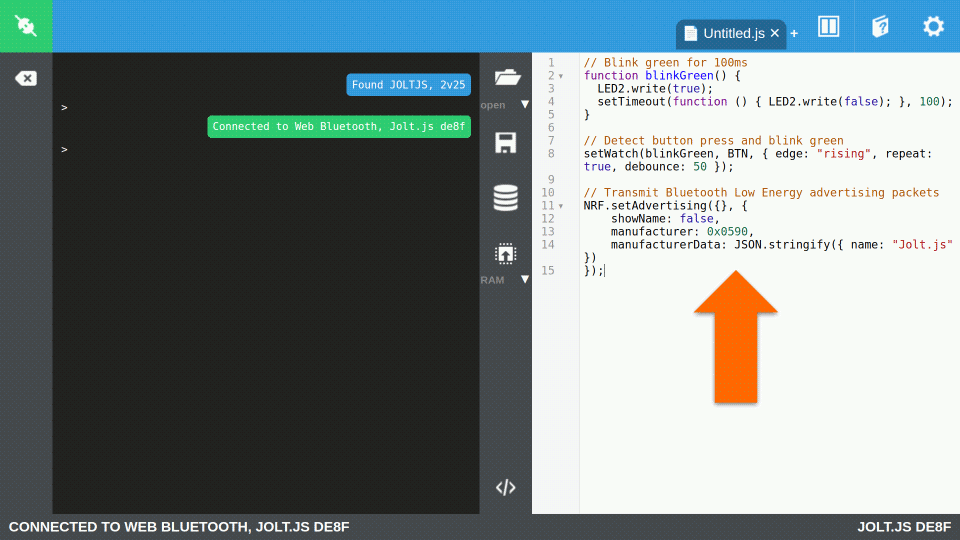 Untitled.js ✕ +
Found JOLTJS, 2v25
>
Connected to Web Bluetooth, Jolt.js de8f
>
open ▼
RAM ▼
</>
1 // Blink green for 100ms
2 ▾ function blinkGreen() {
3 LED2.write(true);
4 setTimeout(function () { LED2.write(false); }, 100);
5 }
6
7 // Detect button press and blink green
8 setWatch(blinkGreen, BTN, { edge: "rising", repeat:
true, debounce: 50 });
9
10 // Transmit Bluetooth Low Energy advertising packets
11 ▾ NRF.setAdvertising({}, {
12 showName: false,
13 manufacturer: 0x0590,
14 manufacturerData: JSON.stringify({ name: "Jolt.js"
})
15 });
CONNECTED TO WEB BLUETOOTH, JOLT.JS DE8F
JOLT.JS DE8F